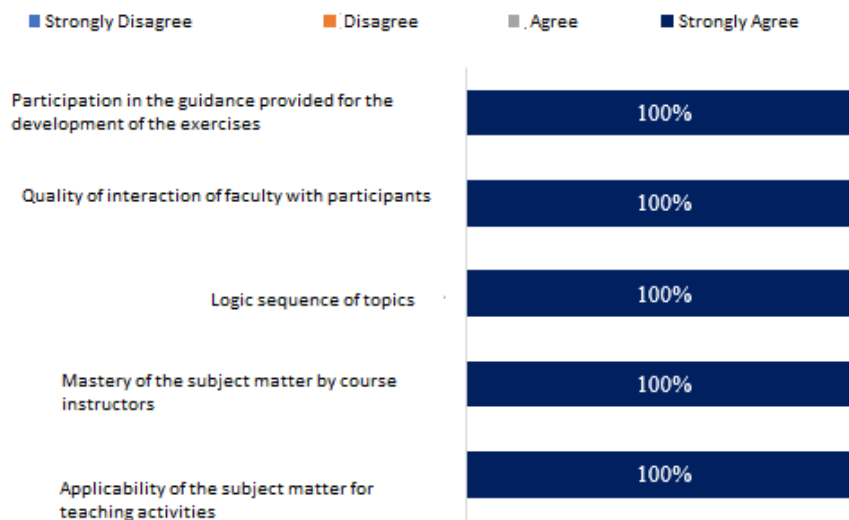 Strongly Disagree Disagree Agree Strongly Agree
Participation in the guidance provided for the
development of the exercises
100%
Quality of interaction of faculty with participants
100%
Logic sequence of topics
100%
Mastery of the subject matter by course
instructors
100%
Applicability of the subject matter for
teaching activities
100%